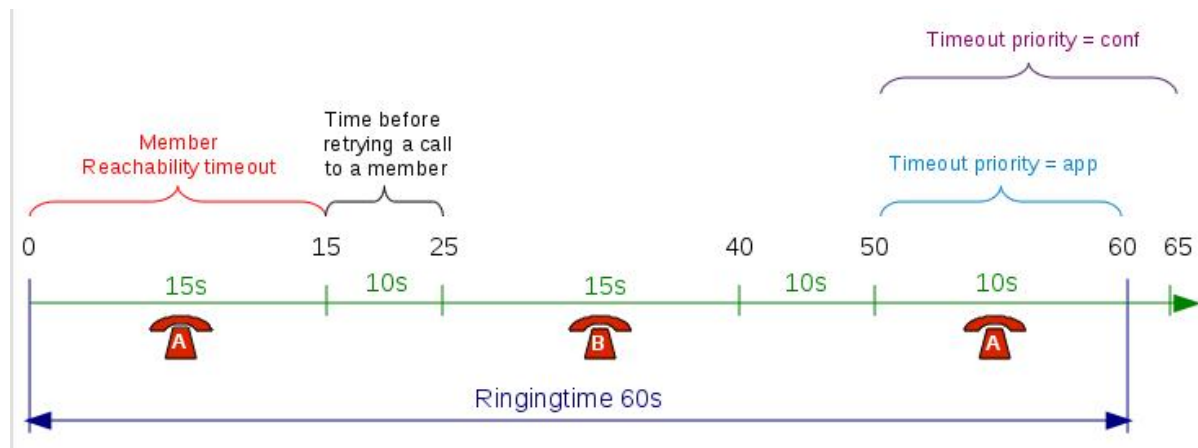 Timeout priority = conf
Time before
retrying a call
to a member
Member
Reachability timeout
Timeout priority = app
0 15 25 40 50 60 65
15s 10s 15s 10s 10s
A B A
Ringingtime 60s